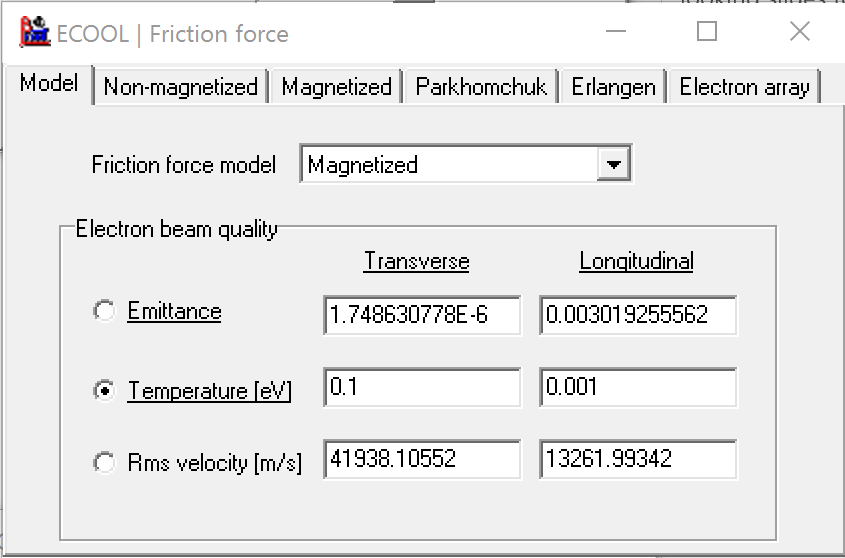 ECOOL | Friction force
Model Non-magnetized Magnetized Parkhomchuk Erlangen Electron array
Friction force model Magnetized
Electron beam quality
Transverse Longitudinal
Emittance 1.748630778E-6 0.003019255562
Temperature [eV] 0.1 0.001
Rms velocity [m/s] 41938.10552 13261.99342